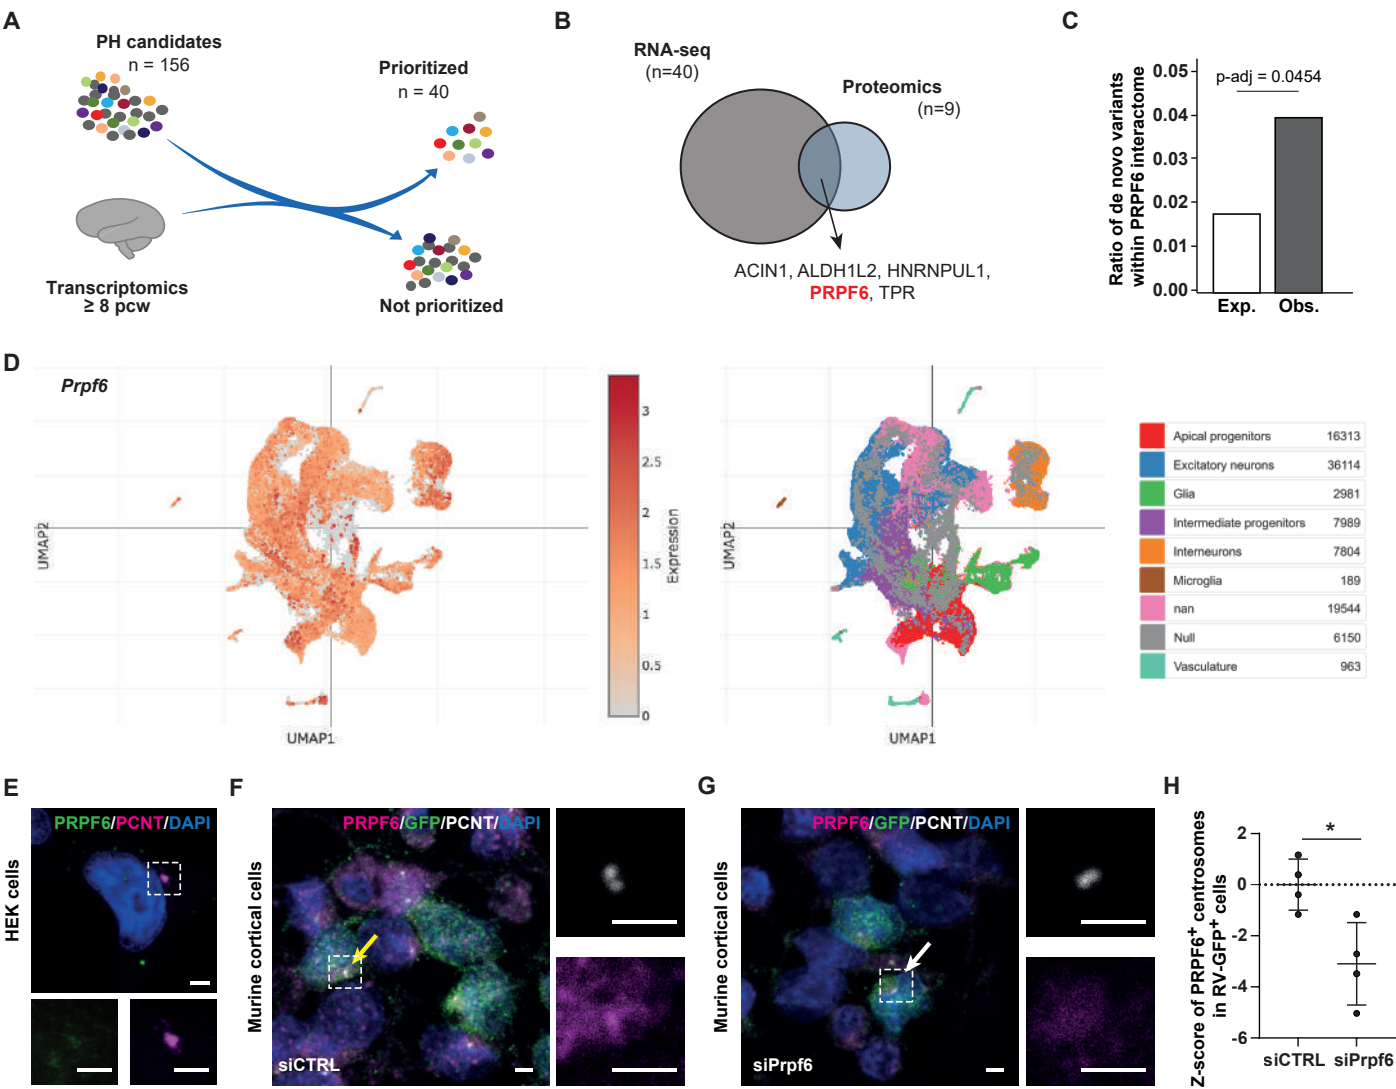 A
PH candidates
n = 156
Prioritized
n = 40
Transcriptomics
≥ 8 pcw
Not prioritized
B
RNA-seq
(n=40)
Proteomics
(n=9)
ACIN1, ALDH1L2, HNRNPUL1,
PRPF6, TPR
C
Ratio of de novo variants
within PRPF6 interactome
0.05
0.04
0.03
0.02
0.01
0.00
p-adj = 0.0454
Exp.
Obs.
D
Prpf6
UMAP2
UMAP1
3
2.5
2
1.5
1
0.5
0
Expression
UMAP2
UMAP1
Apical progenitors 16313
Excitatory neurons 36114
Glia 2981
Intermediate progenitors 7989
Interneurons 7804
Microglia 189
nan 19544
Null 6150
Vasculature 963
E
HEK cells
PRPF6/PCNT/DAPI
F
Murine cortical cells
PRPF6/GFP/PCNT/DAPI
siCTRL
G
Murine cortical cells
PRPF6/GFP/PCNT/DAPI
siPrpf6
H
Z-score of PRPF6+ centrosomes
in RV-GFP+ cells
2
0
-2
-4
-6
*
siCTRL
siPrpf6